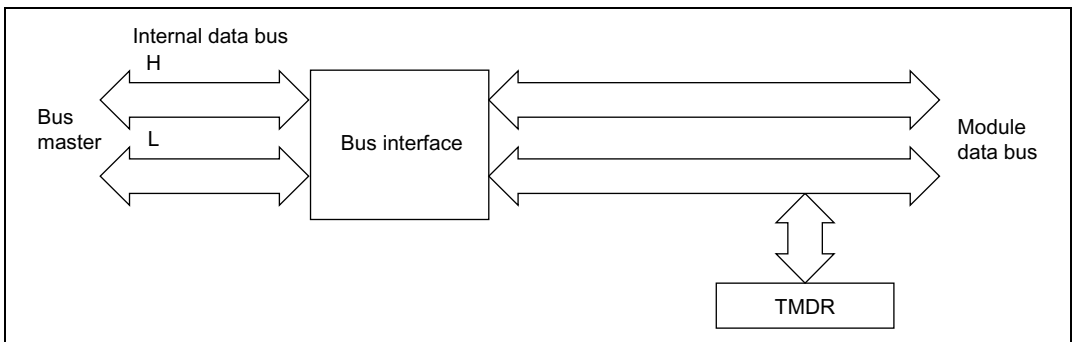 Internal data bus
H
Bus
master
L
Bus interface
Module
data bus
TMDR